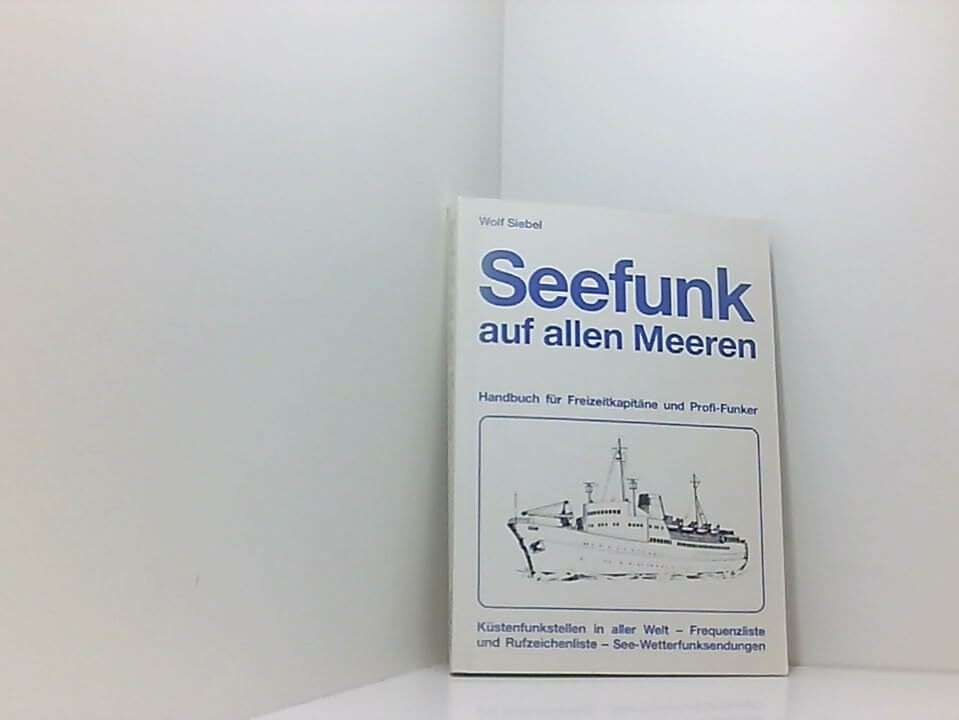 Wolf Siebel
Seefunk
auf allen Meeren
Handbuch für Freizeitkapitäne und Profi-Funker
Küstenfunkstellen in aller Welt – Frequenzliste
und Rufzeichenliste – See-Wetterfunksendungen